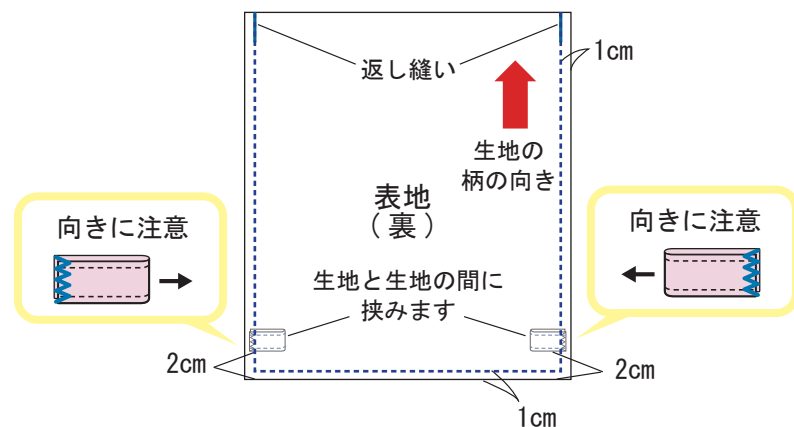 返し縫い
1cm
生地の
柄の向き
表地
（裏）
向きに注意
向きに注意
生地と生地の間に
挟みます
2cm
2cm
1cm